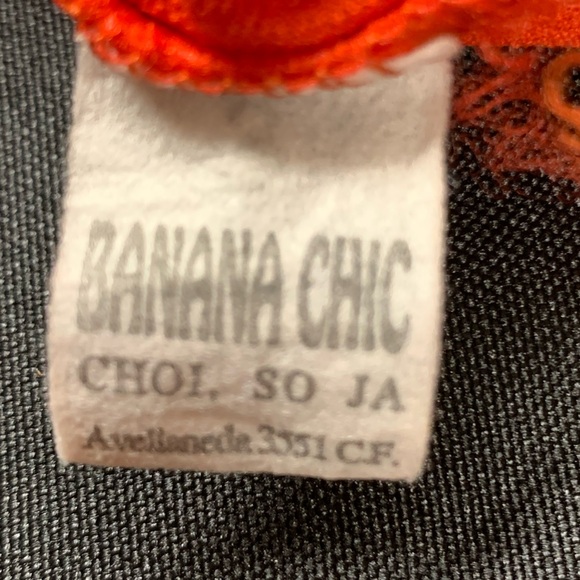 BANANA CHIC
CHOI, SO JA
Avellaneda 3551 C.F.